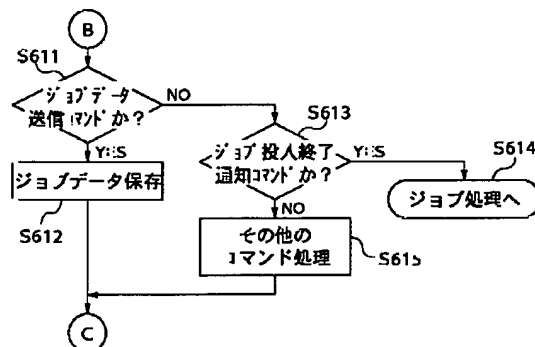 B
S611
ジョブデータ
送信コマンドか？
NO
YES
S613
ジョブ投入終了
通知コマンドか？
YES
S614
ジョブ処理へ
ジョブデータ保存
S612
NO
その他の
コマンド処理
S615
C